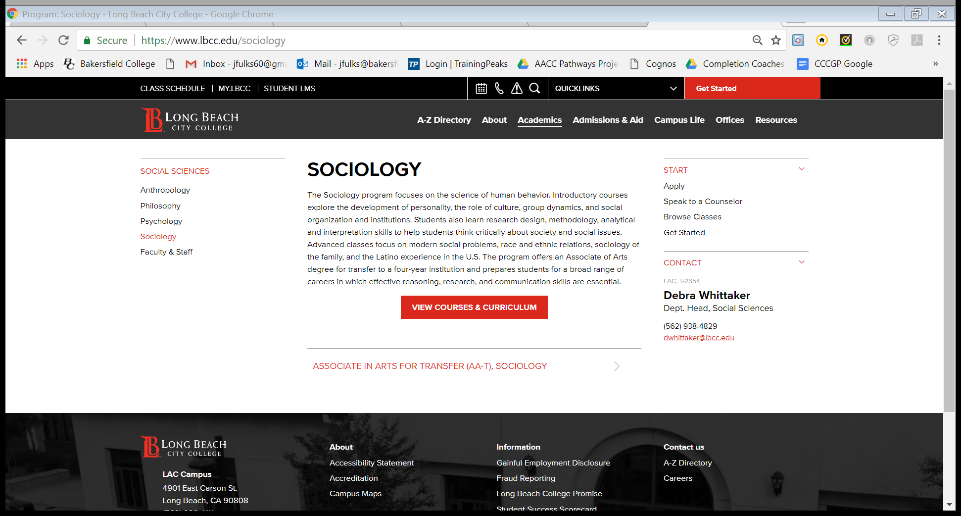 Program: Sociology - Long Beach City College - Google Chrome
Secure | https://www.lbcc.edu/sociology
Apps Bakersfield College Inbox - jfulks60@gm Mail - jfulks@bakersf TP Login | TrainingPeaks AACC Pathways Proje Cognos Completion Coaches CCCGP Google »
CLASS SCHEDULE | MY.LBCC | STUDENT LMS QUICKLINKS Get Started
LB LONG BEACH
CITY COLLEGE
A-Z Directory About Academics Admissions & Aid Campus Life Offices Resources
SOCIAL SCIENCES
Anthropology
Philosophy
Psychology
Sociology
Faculty & Staff
SOCIOLOGY
The Sociology program focuses on the science of human behavior. Introductory courses
explore the development of personality, the role of culture, group dynamics, and social
organization and institutions. Students also learn research design, methodology, analytical
and interpretation skills to help students think critically about society and social issues.
Advanced classes focus on modern social problems, race and ethnic relations, sociology of
the family, and the Latino experience in the U.S. The program offers an Associate of Arts
degree for transfer to a four-year institution and prepares students for a broad range of
careers in which effective reasoning, research, and communication skills are essential.
VIEW COURSES & CURRICULUM
ASSOCIATE IN ARTS FOR TRANSFER (AA-T), SOCIOLOGY
START
Apply
Speak to a Counselor
Browse Classes
Get Started
CONTACT
LAC, T-2354
Debra Whittaker
Dept. Head, Social Sciences
(562) 938-4829
dwhittaker@lbcc.edu
LB LONG BEACH
CITY COLLEGE
LAC Campus
4901 East Carson St.
Long Beach, CA 90808
About
Accessibility Statement
Accreditation
Campus Maps
Information
Gainful Employment Disclosure
Fraud Reporting
Long Beach College Promise
Student Success Scorecard
Contact us
A-Z Directory
Careers